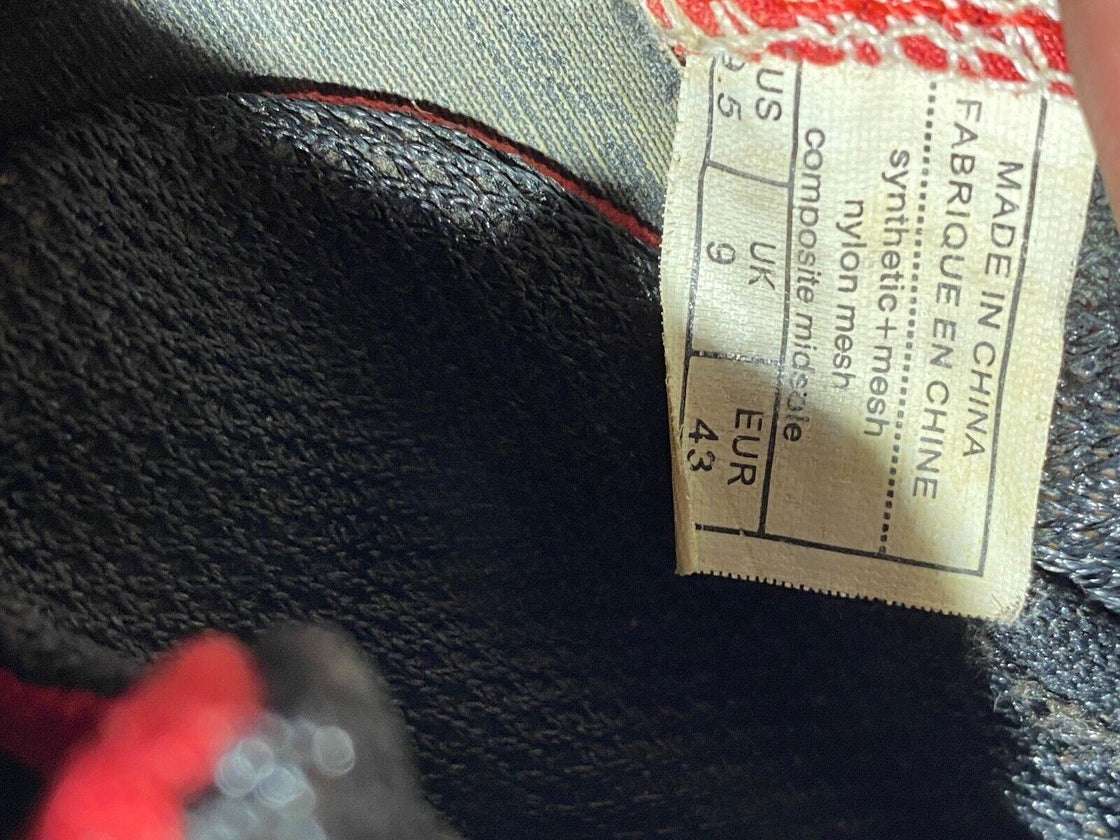 MADE IN CHINA
FABRIQUE EN CHINE
synthetic+mesh
nylon mesh
composite midsole
US UK EUR
9.5 9 43